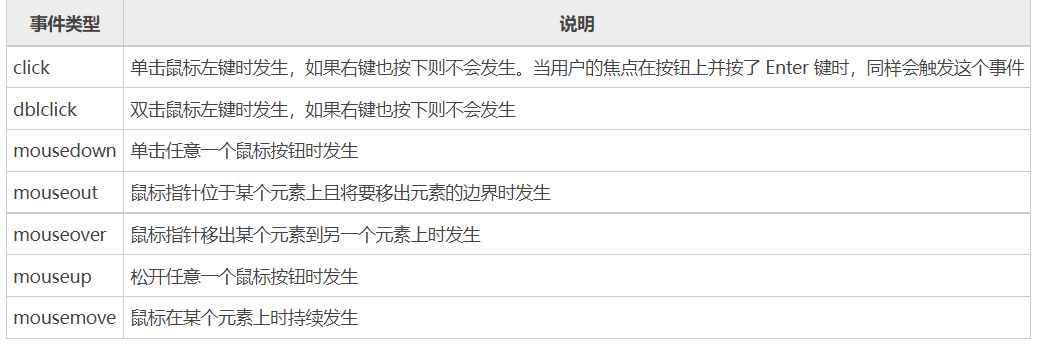 事件类型 说明
click 单击鼠标左键时发生，如果右键也按下则不会发生。当用户的焦点在按钮上并按了 Enter 键时，同样会触发这个事件
dblclick 双击鼠标左键时发生，如果右键也按下则不会发生
mousedown 单击任意一个鼠标按钮时发生
mouseout 鼠标指针位于某个元素上且将要移出元素的边界时发生
mouseover 鼠标指针移出某个元素到另一个元素上时发生
mouseup 松开任意一个鼠标按钮时发生
mousemove 鼠标在某个元素上时持续发生